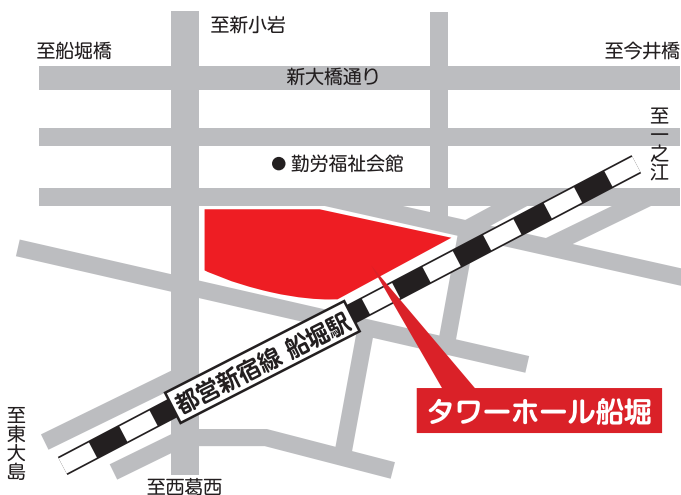 至新小岩
至船堀橋
至今井橋
新大橋通り
至一之江
勤労福祉会館
都営新宿線 船堀駅
タワーホール船堀
至東大島
至西葛西